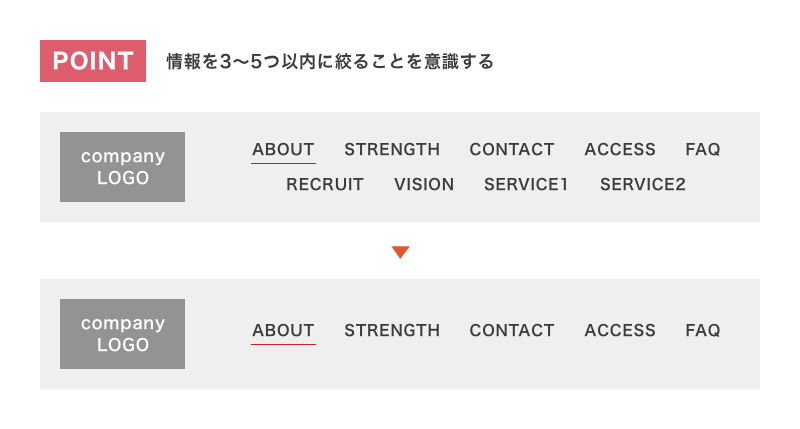 POINT 情報を3〜5つ以内に絞ることを意識する
company
LOGO
ABOUT STRENGTH CONTACT ACCESS FAQ
RECRUIT VISION SERVICE1 SERVICE2
company
LOGO
ABOUT STRENGTH CONTACT ACCESS FAQ